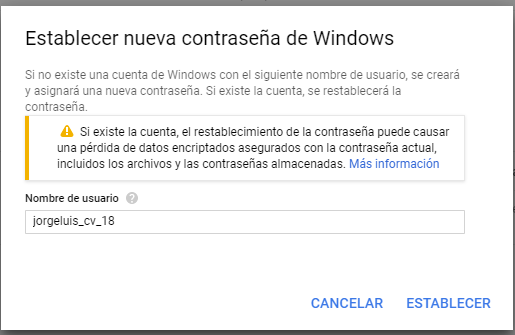 Establecer nueva contraseña de Windows
Si no existe una cuenta de Windows con el siguiente nombre de usuario, se creará
y asignará una nueva contraseña. Si existe la cuenta, se restablecerá la
contraseña.
Si existe la cuenta, el restablecimiento de la contraseña puede causar
una pérdida de datos encriptados asegurados con la contraseña actual,
incluidos los archivos y las contraseñas almacenadas. Más información
Nombre de usuario ?
jorgeluis_cv_18
CANCELAR ESTABLECER